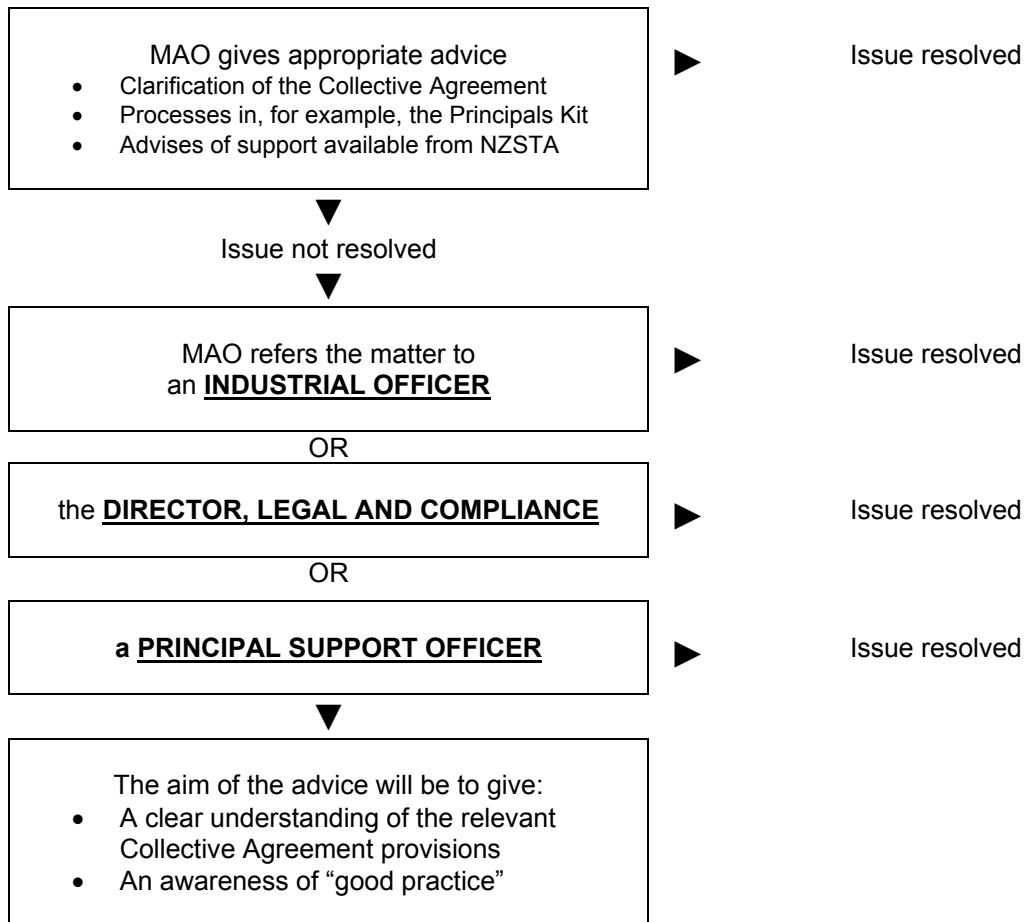 MAO gives appropriate advice
• Clarification of the Collective Agreement
• Processes in, for example, the Principals Kit
• Advises of support available from NZSTA
Issue resolved
Issue not resolved
MAO refers the matter to
an INDUSTRIAL OFFICER
Issue resolved
OR
the DIRECTOR, LEGAL AND COMPLIANCE
Issue resolved
OR
a PRINCIPAL SUPPORT OFFICER
Issue resolved
The aim of the advice will be to give:
• A clear understanding of the relevant
Collective Agreement provisions
• An awareness of “good practice”